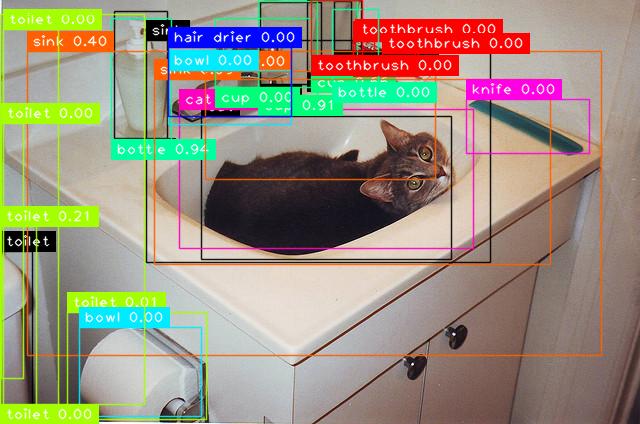 toilet 0.00
sink 0.40
sink
hair drier 0.00
bowl 0.00
.00
toothbrush 0.00
toothbrush 0.00
toothbrush 0.00
cat
cup 0.00
0.91
bottle 0.00
knife 0.00
toilet 0.00
bottle 0.94
toilet 0.21
toilet
toilet 0.01
bowl 0.00
toilet 0.00